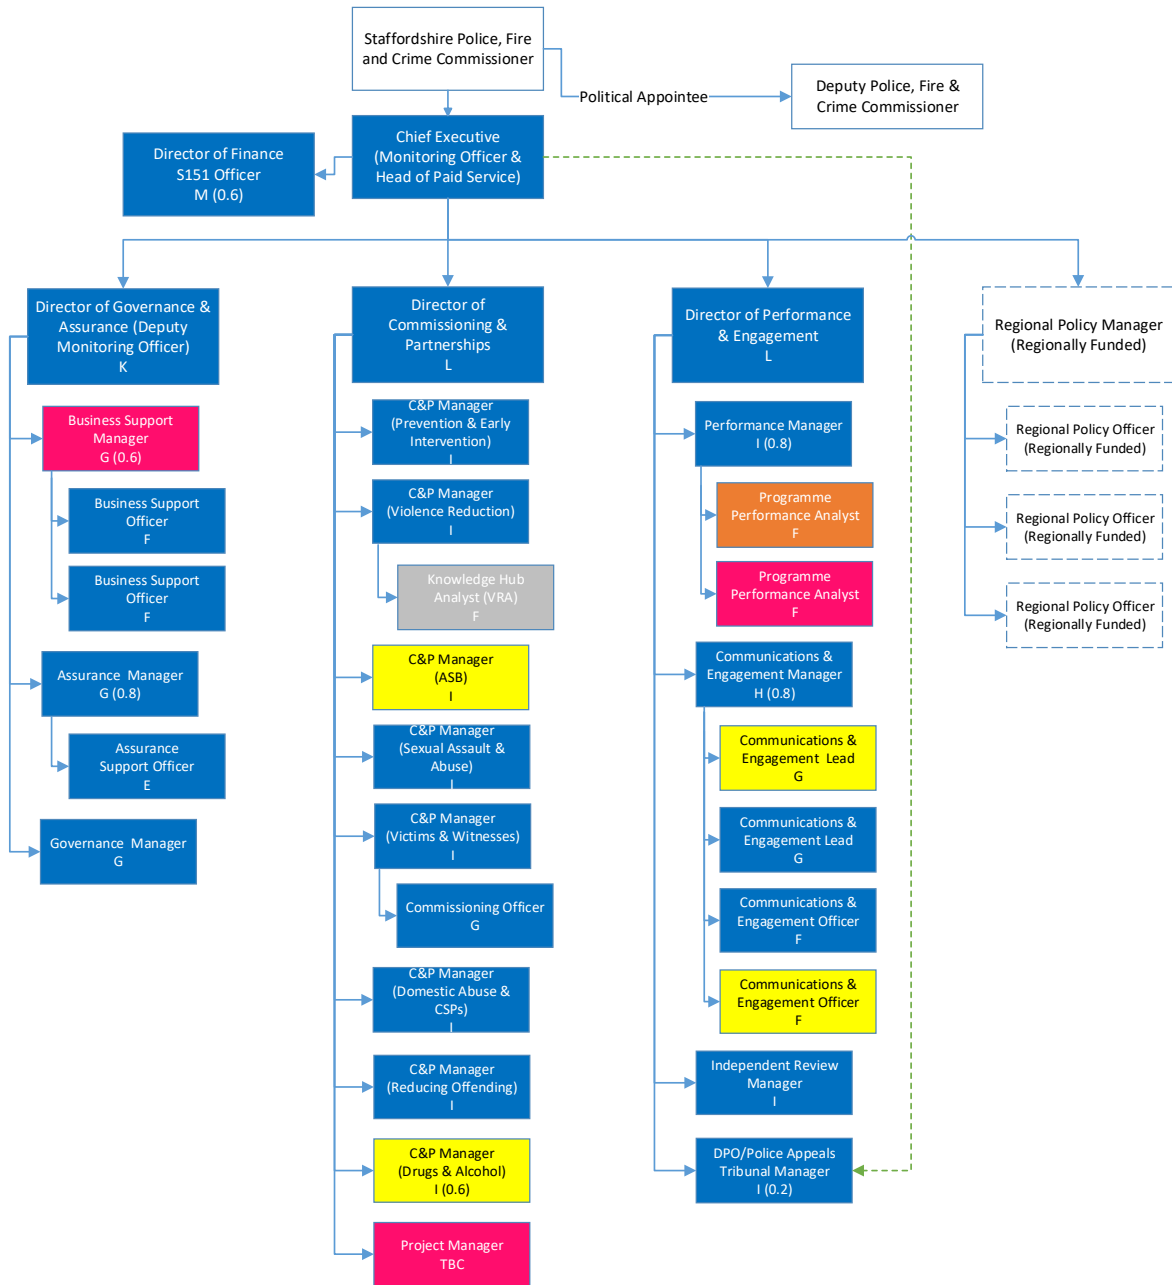 Staffordshire Police, Fire
and Crime Commissioner
Political Appointee
Deputy Police, Fire &
Crime Commissioner
Chief Executive
(Monitoring Officer &
Head of Paid Service)
Director of Finance
S151 Officer
M (0.6)
Director of Governance &
Assurance (Deputy
Monitoring Officer)
K
Business Support
Manager
G (0.6)
Business Support
Officer
F
Business Support
Officer
F
Assurance Manager
G (0.8)
Assurance
Support Officer
E
Governance Manager
G
Director of
Commissioning &
Partnerships
L
C&P Manager
(Prevention & Early
Intervention)
I
C&P Manager
(Violence Reduction)
I
Knowledge Hub
Analyst (VRA)
F
C&P Manager
(ASB)
I
C&P Manager
(Sexual Assault &
Abuse)
I
C&P Manager
(Victims & Witnesses)
I
Commissioning Officer
G
C&P Manager
(Domestic Abuse &
CSPs)
I
C&P Manager
(Reducing Offending)
I
C&P Manager
(Drugs & Alcohol)
I (0.6)
Project Manager
TBC
Director of Performance
& Engagement
L
Performance Manager
I (0.8)
Programme
Performance Analyst
F
Programme
Performance Analyst
F
Communications &
Engagement Manager
H (0.8)
Communications &
Engagement Lead
G
Communications &
Engagement Lead
G
Communications &
Engagement Officer
F
Communications &
Engagement Officer
F
Independent Review
Manager
I
DPO/Police Appeals
Tribunal Manager
I (0.2)
Regional Policy Manager
(Regionally Funded)
Regional Policy Officer
(Regionally Funded)
Regional Policy Officer
(Regionally Funded)
Regional Policy Officer
(Regionally Funded)